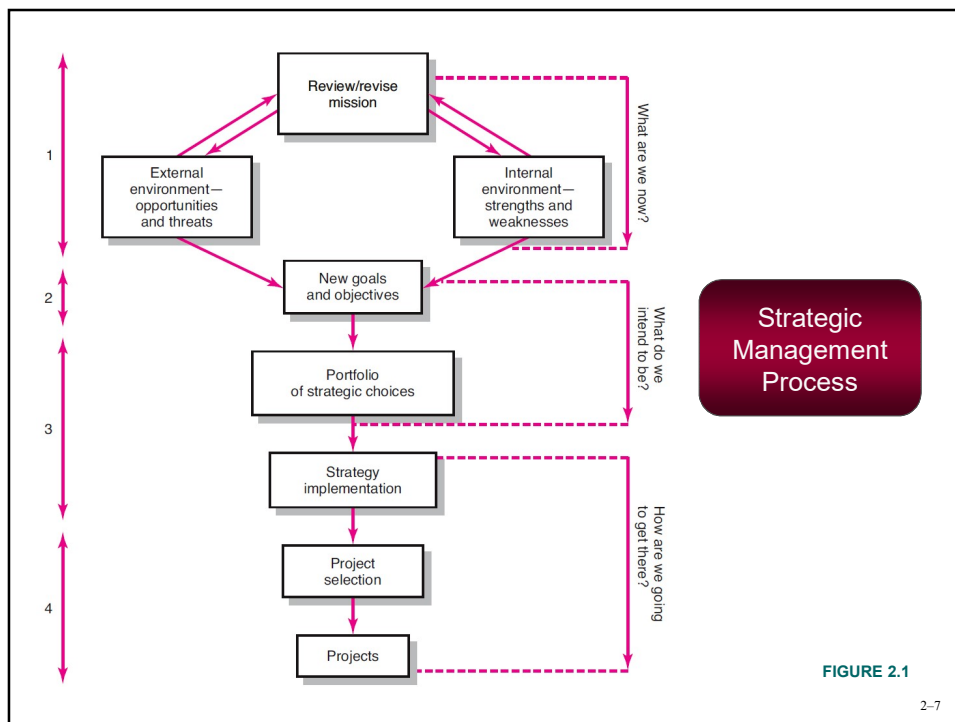 Review/revise
mission
What are we now?
1
External
environment—
opportunities
and threats
Internal
environment—
strengths and
weaknesses
2
New goals
and objectives
What do we
intend to be?
Strategic
Management
Process
Portfolio
of strategic choices
3
Strategy
implementation
How are we going
to get there?
Project
selection
4
Projects
FIGURE 2.1
2–7